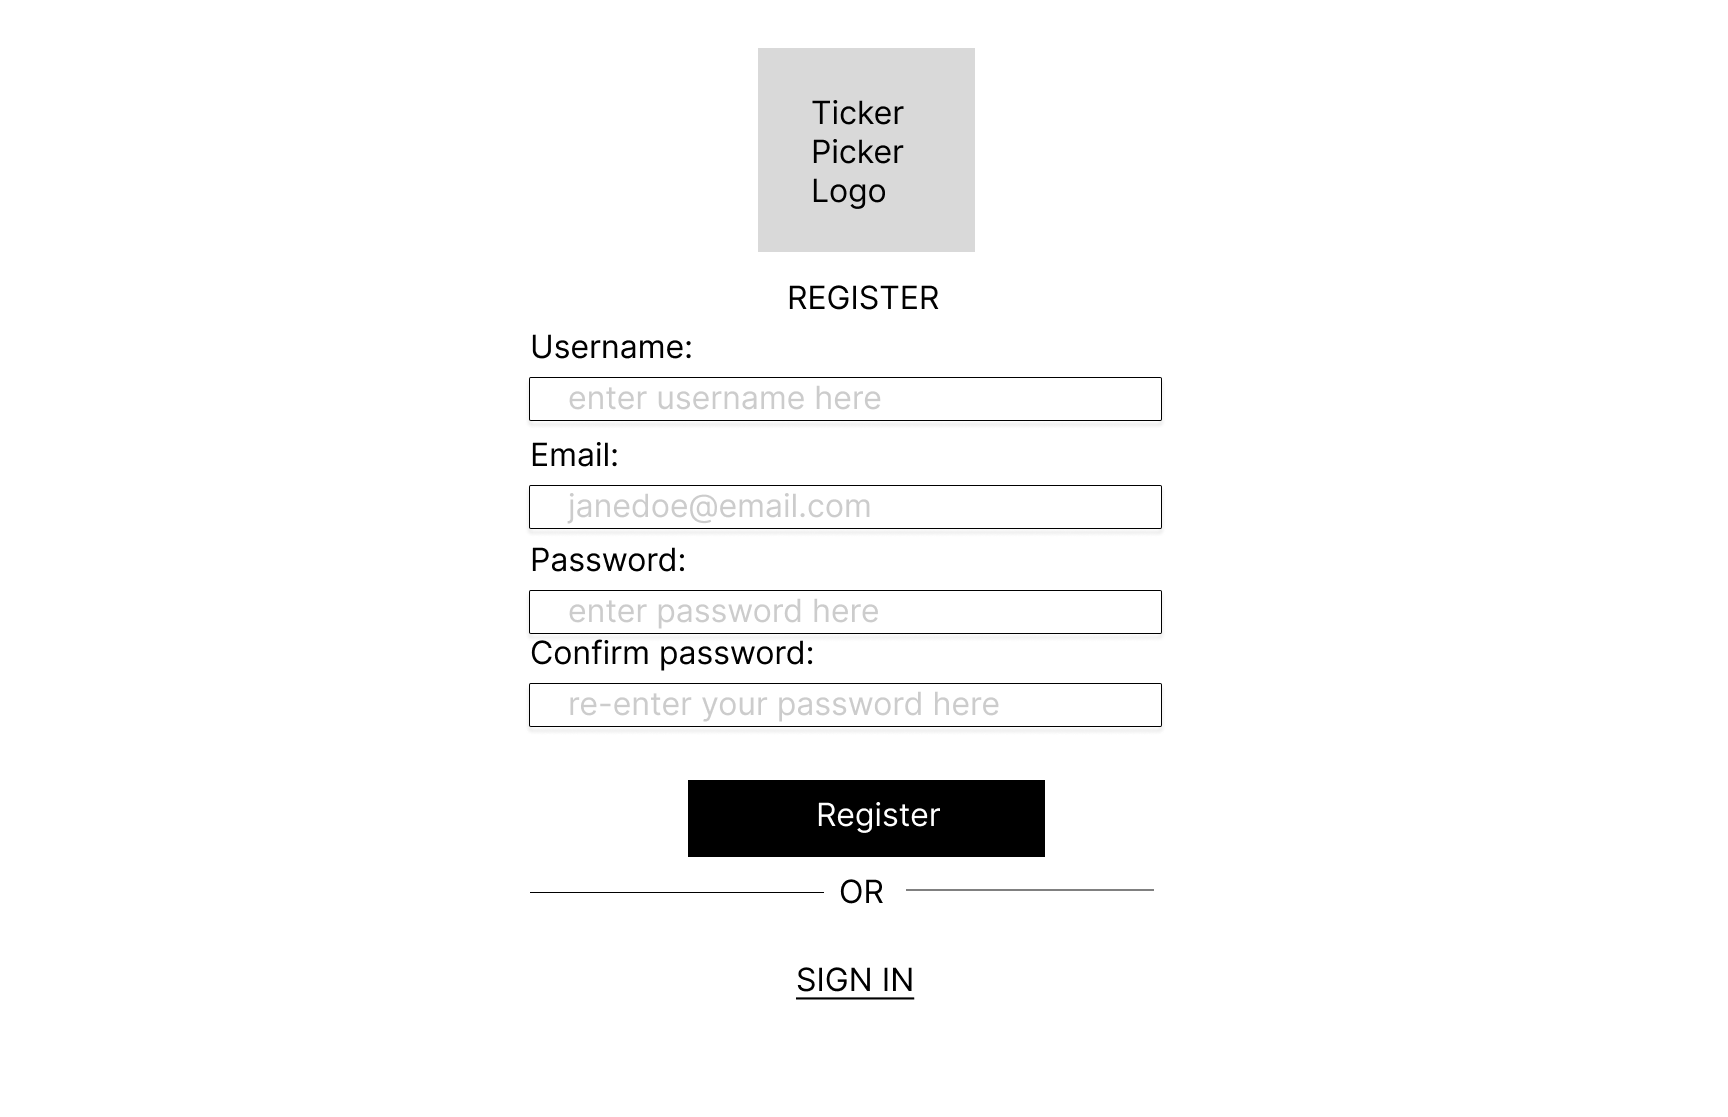 Ticker
Picker
Logo
REGISTER
Username:
enter username here
Email:
janedoe@email.com
Password:
enter password here
Confirm password:
re-enter your password here
Register
OR
SIGN IN